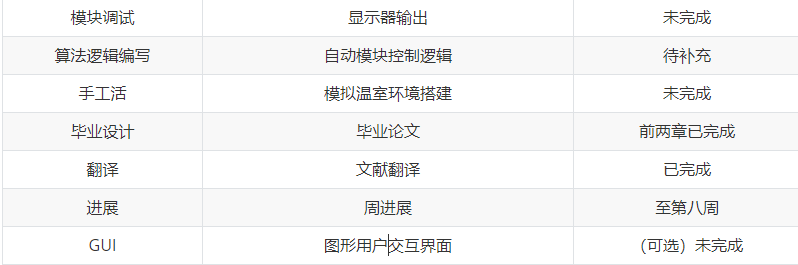 模块调试 显示器输出 未完成
算法逻辑编写 自动模块控制逻辑 待补充
手工活 模拟温室环境搭建 未完成
毕业设计 毕业论文 前两章已完成
翻译 文献翻译 已完成
进展 周进展 至第八周
GUI 图形用户交互界面 （可选）未完成